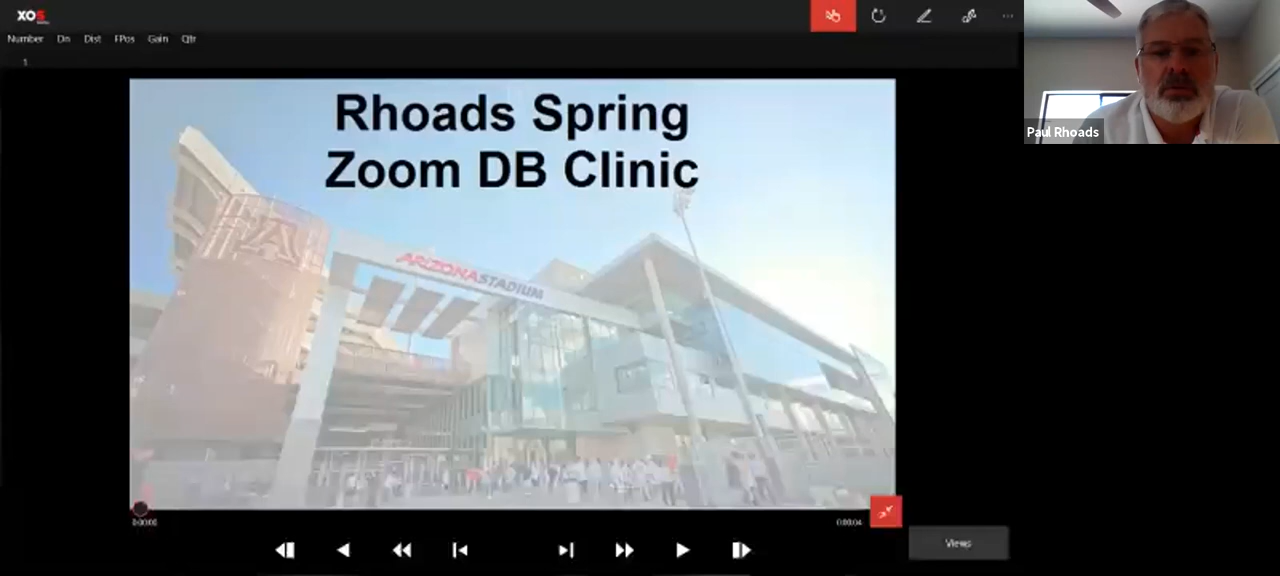 XOS
Number Dn Dist FPos Gain Qtr
1
Rhoads Spring
Zoom DB Clinic
A
ARIZONA STADIUM
0:00:00
0:00:04
Views
Paul Rhoads